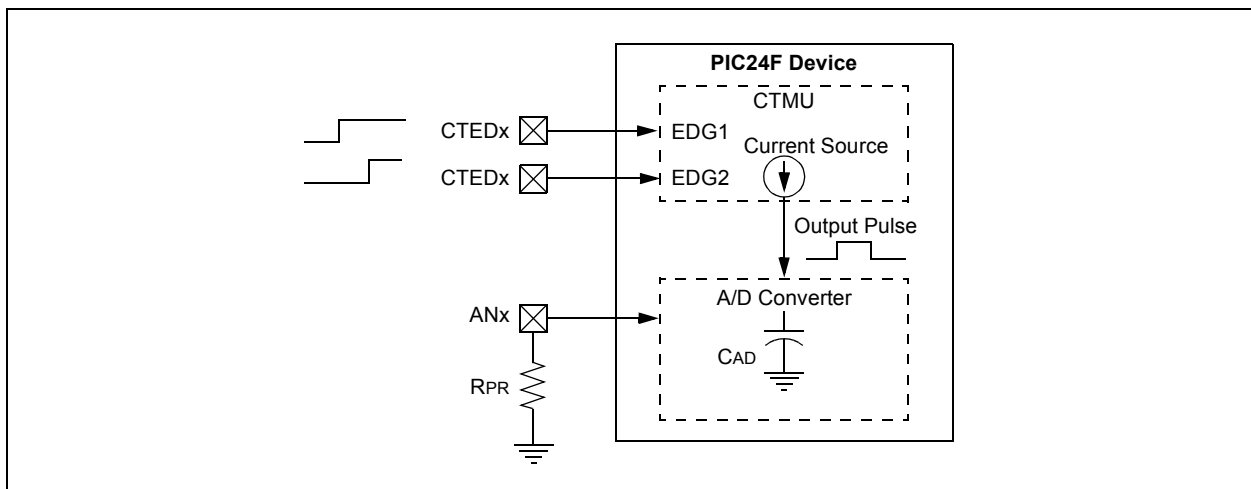 PIC24F Device
CTMU
CTEDx
EDG1
Current Source
CTEDx
EDG2
Output Pulse
A/D Converter
ANx
CAD
RPR